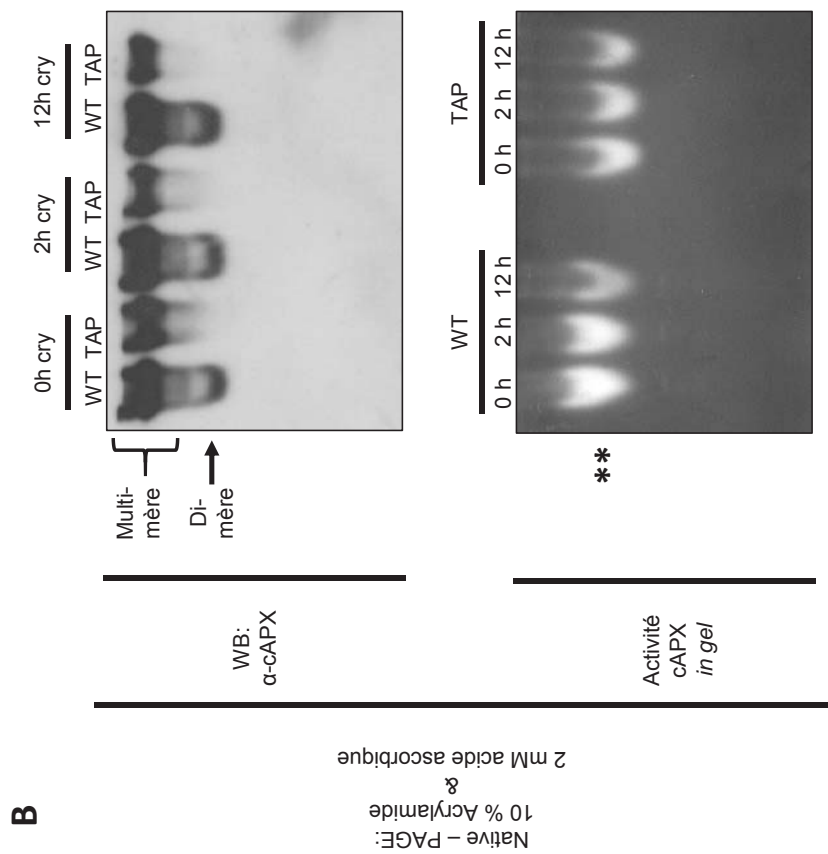 B
Native – PAGE:
10 % Acrylamide
&
2 mM acide ascorbique
WB:
α-cAPX
Multi-
mère
Di-
mère
0h cry 2h cry 12h cry
WT TAP WT TAP WT TAP
Activité
cAPX
in gel
**
WT TAP
0 h 2 h 12 h 0 h 2 h 12 h